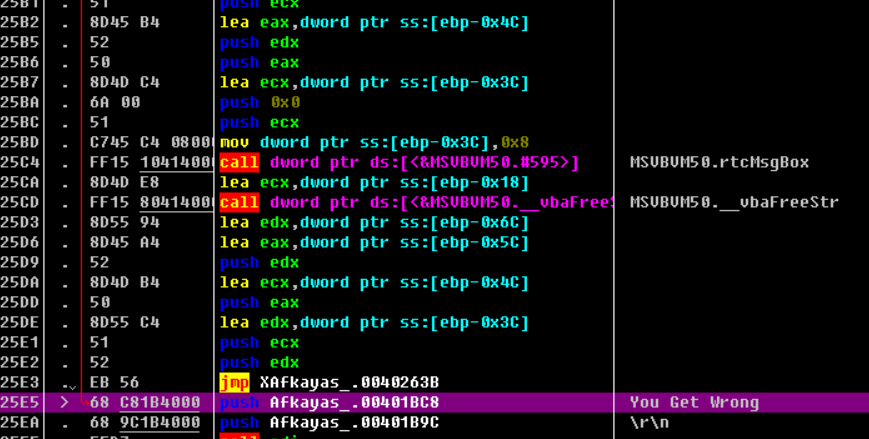 25B1 . 51 push ecx
25B2 . 8D45 B4 lea eax,dword ptr ss:[ebp-0x4C]
25B5 . 52 push edx
25B6 . 50 push eax
25B7 . 8D4D C4 lea ecx,dword ptr ss:[ebp-0x3C]
25BA . 6A 00 push 0x0
25BC . 51 push ecx
25BD . C745 C4 0800 mov dword ptr ss:[ebp-0x3C],0x8
25C4 . FF15 10414000 call dword ptr ds:[<&MSVBVM50.#595>] MSVBVM50.rtcMsgBox
25CA . 8D4D E8 lea ecx,dword ptr ss:[ebp-0x18]
25CD . FF15 80414000 call dword ptr ds:[<&MSVBVM50.__vbaFreeS MSVBVM50.__vbaFreeStr
25D3 . 8D55 94 lea edx,dword ptr ss:[ebp-0x6C]
25D6 . 8D45 A4 lea eax,dword ptr ss:[ebp-0x5C]
25D9 . 52 push edx
25DA . 8D4D B4 lea ecx,dword ptr ss:[ebp-0x4C]
25DD . 50 push eax
25DE . 8D55 C4 lea edx,dword ptr ss:[ebp-0x3C]
25E1 . 51 push ecx
25E2 . 52 push edx
25E3 . EB 56 jmp XAfkayas_.0040263B
25E5 > 68 C81B4000 push Afkayas_.00401BC8 You Get Wrong
25EA . 68 9C1B4000 push Afkayas_.00401B9C \r\n